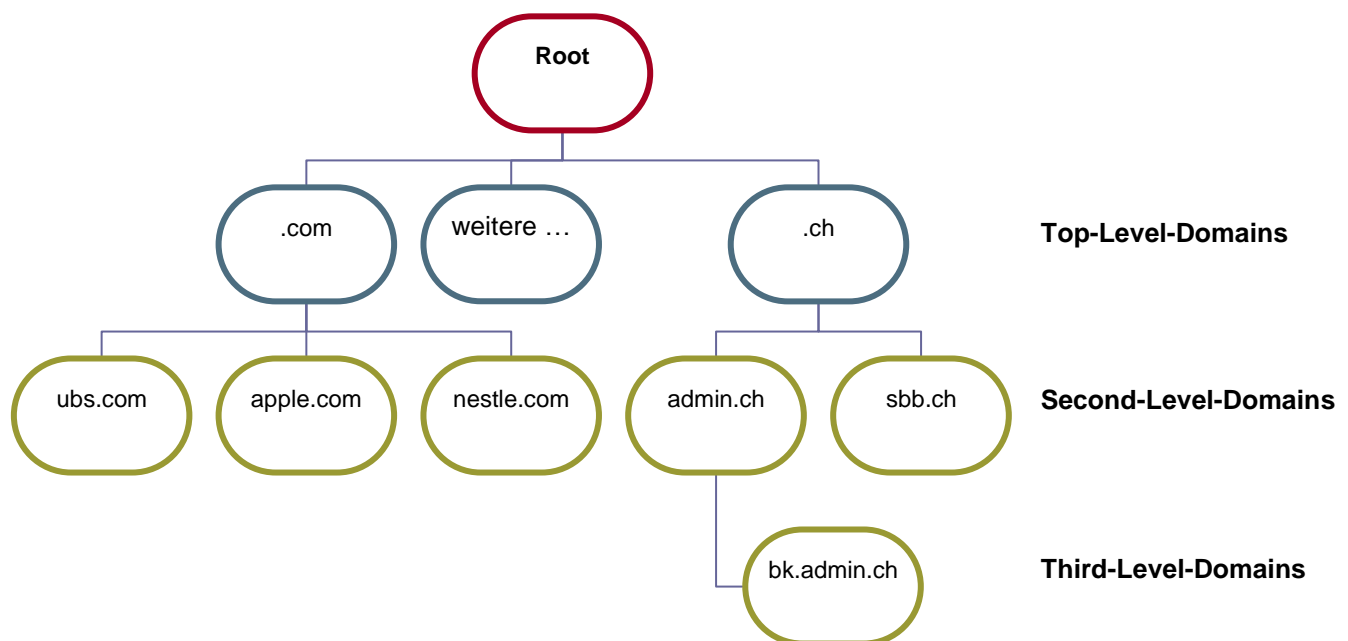 Root
.com
weitere …
.ch
Top-Level-Domains
ubs.com
apple.com
nestle.com
admin.ch
sbb.ch
Second-Level-Domains
bk.admin.ch
Third-Level-Domains